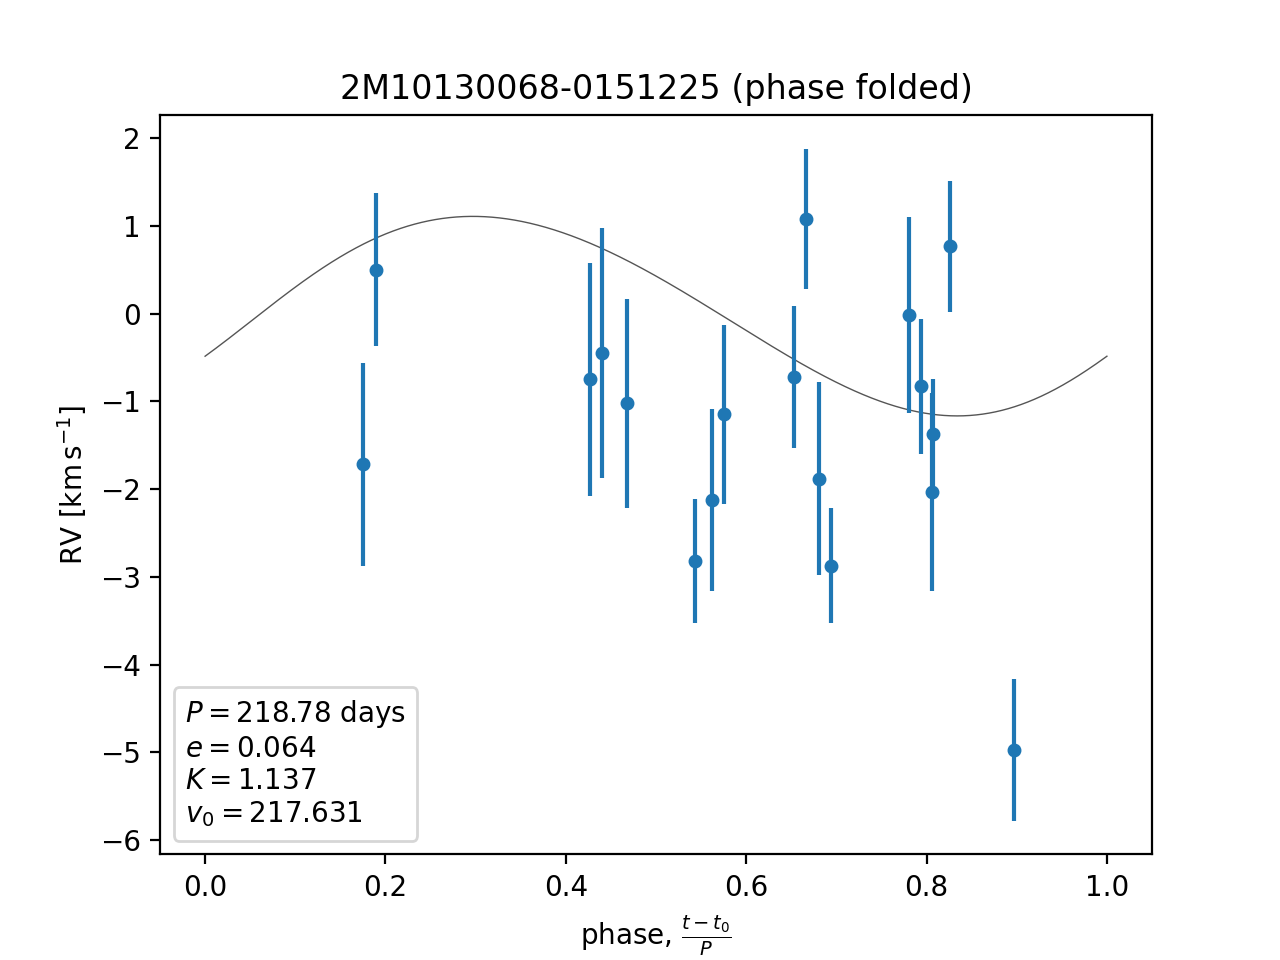 2M10130068-0151225 (phase folded)
2
1
0
−1
−2
−3
−4
−5
−6
RV [km s⁻¹]
P = 218.78 days
e = 0.064
K = 1.137
v₀ = 217.631
0.0 0.2 0.4 0.6 0.8 1.0
phase, (t − t₀)/P